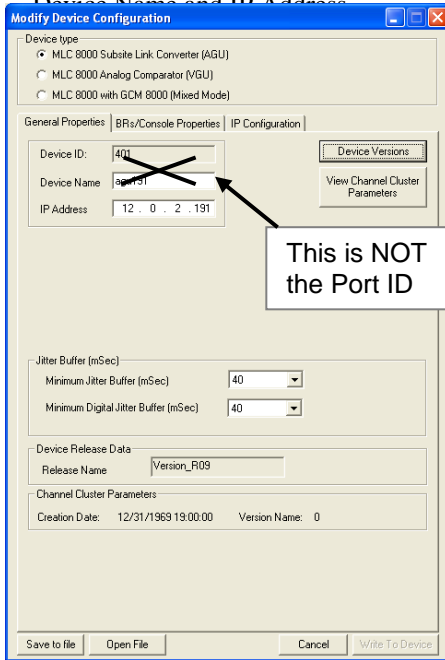 Device Name and IP Address
Modify Device Configuration
Device type
MLC 8000 Subsite Link Converter (AGU)
MLC 8000 Analog Comparator (VGU)
MLC 8000 with GCM 8000 (Mixed Mode)
General Properties BRs/Console Properties IP Configuration
Device ID: 401
Device Versions
Device Name
View Channel Cluster
Parameters
IP Address 12 . 0 . 2 . 191
This is NOT
the Port ID
Jitter Buffer (mSec)
Minimum Jitter Buffer (mSec) 40
Minimum Digital Jitter Buffer (mSec) 40
Device Release Data
Release Name Version_R09
Channel Cluster Parameters
Creation Date: 12/31/1969 19:00:00 Version Name: 0
Save to file Open File Cancel Write To Device